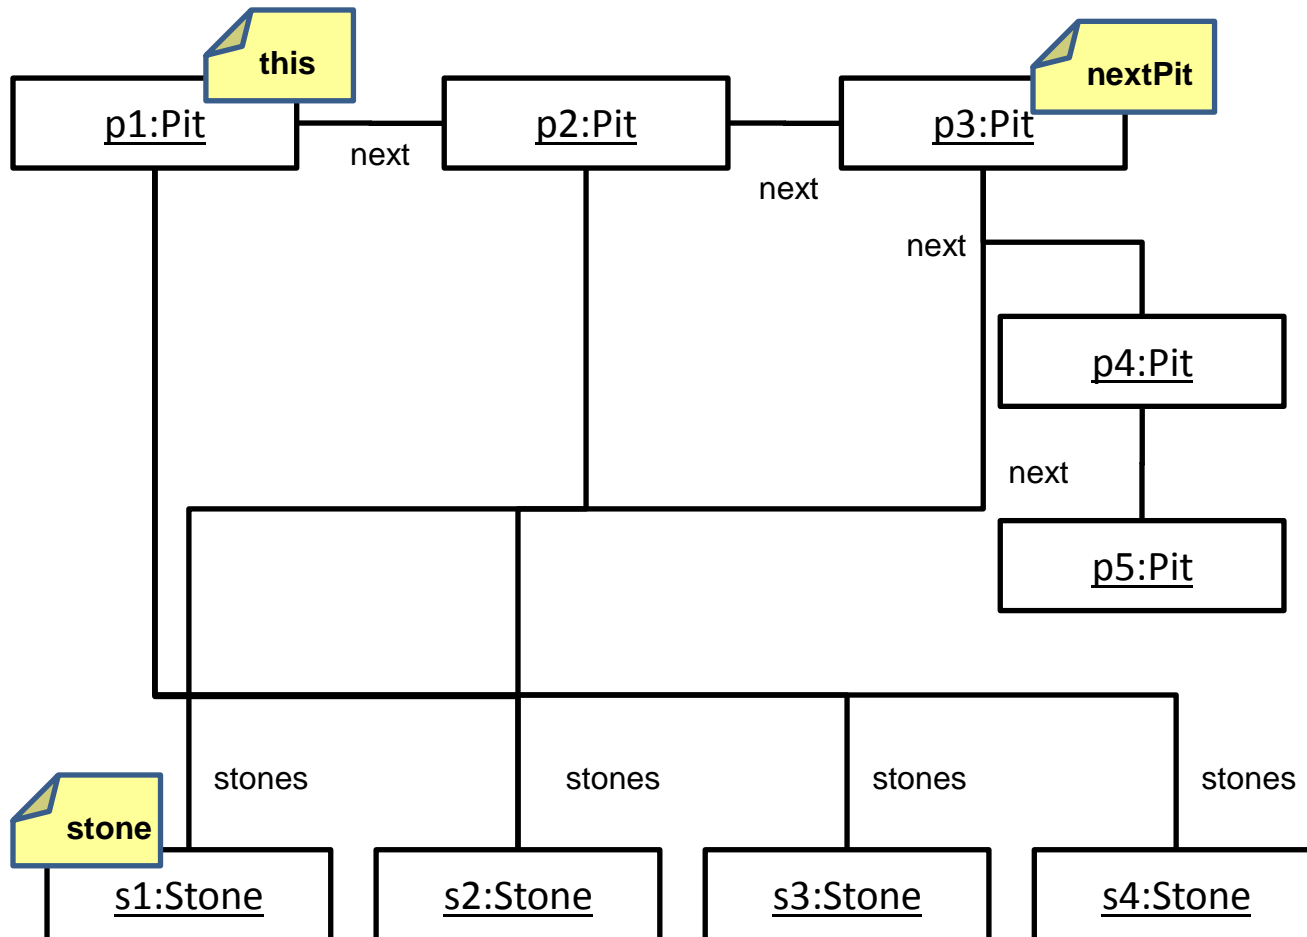 this
nextPit
p1:Pit
p2:Pit
p3:Pit
next
next
next
p4:Pit
next
p5:Pit
stones
stones
stones
stones
stone
s1:Stone
s2:Stone
s3:Stone
s4:Stone